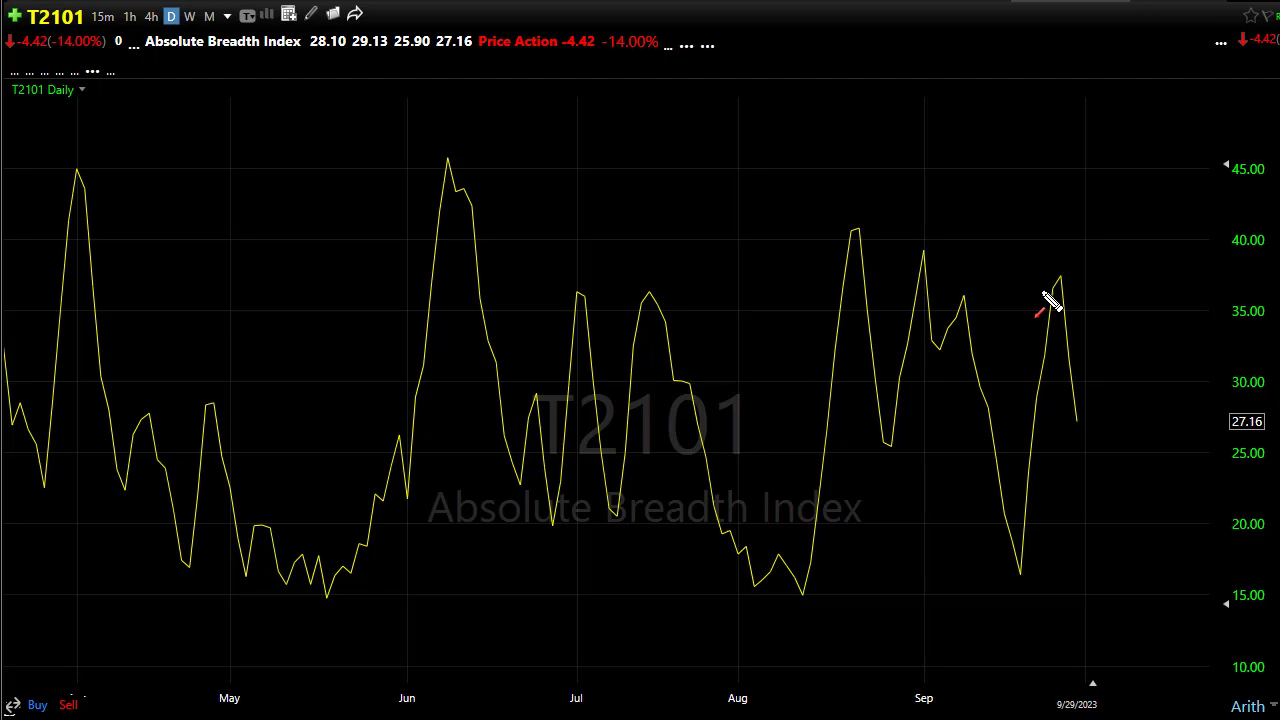 T2101 15m 1h 4h D W M
-4.42(-14.00%) 0 ... Absolute Breadth Index 28.10 29.13 25.90 27.16 Price Action -4.42 -14.00% ... ... ... ... -4.42(
... ... ... ... ... ... ...
T2101 Daily
45.00
40.00
35.00
30.00
27.16
25.00
20.00
15.00
10.00
T2101
Absolute Breadth Index
May Jun Jul Aug Sep 9/29/2023
Buy Sell Arith